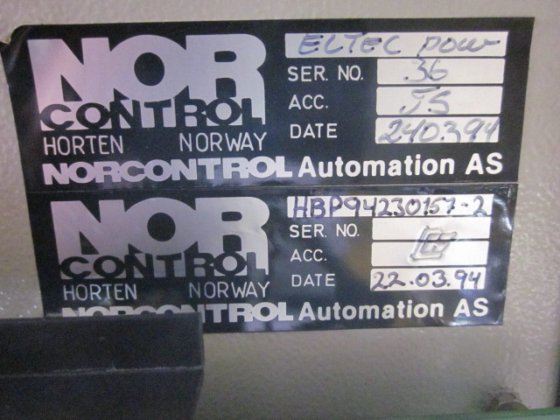 NOR
CONTROL
HORTEN NORWAY
NORCONTROL Automation AS
ELTEC pow
SER. NO. 36
ACC. JS
DATE 240394
NOR
CONTROL
HORTEN NORWAY
NORCONTROL Automation AS
HBP94230157-2
SER. NO.
ACC.
DATE 22.03.94